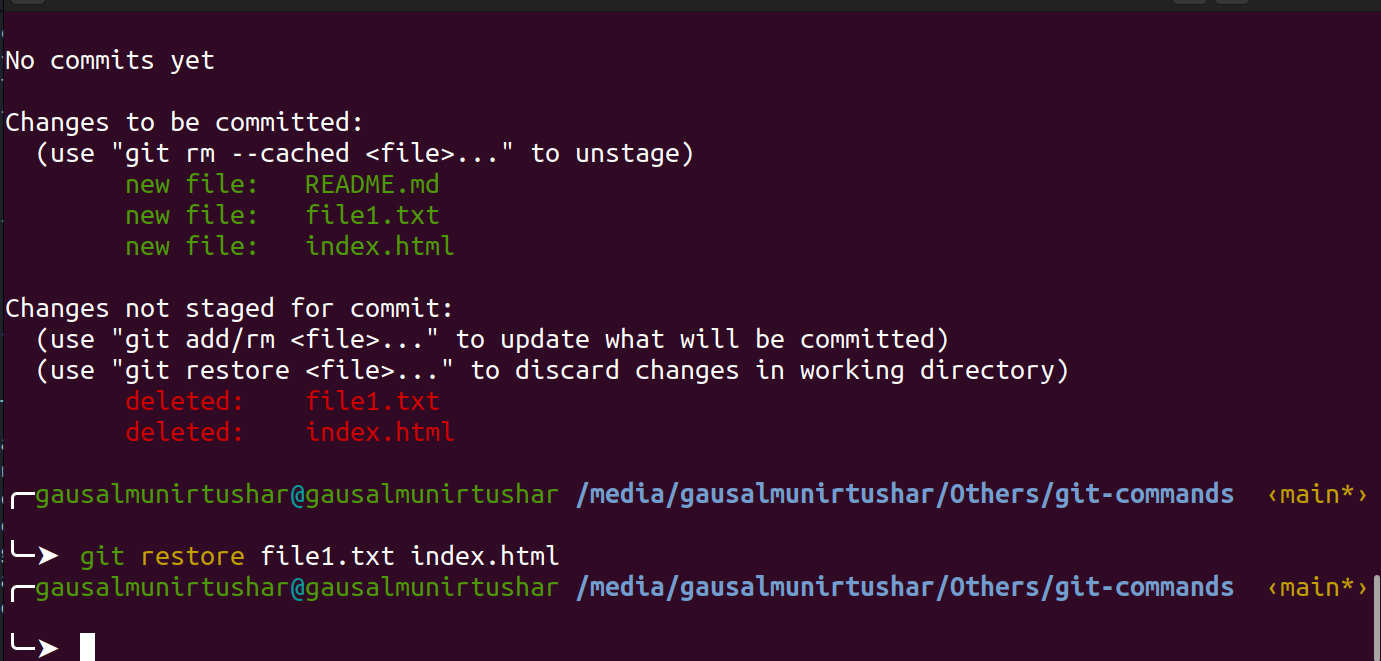 No commits yet
Changes to be committed:
(use "git rm --cached <file>..." to unstage)
new file: README.md
new file: file1.txt
new file: index.html
Changes not staged for commit:
(use "git add/rm <file>..." to update what will be committed)
(use "git restore <file>..." to discard changes in working directory)
deleted: file1.txt
deleted: index.html
╭─gausalmunirtushar@gausalmunirtushar /media/gausalmunirtushar/Others/git-commands ‹main*›
╰─➤ git restore file1.txt index.html
╭─gausalmunirtushar@gausalmunirtushar /media/gausalmunirtushar/Others/git-commands ‹main*›
╰─➤